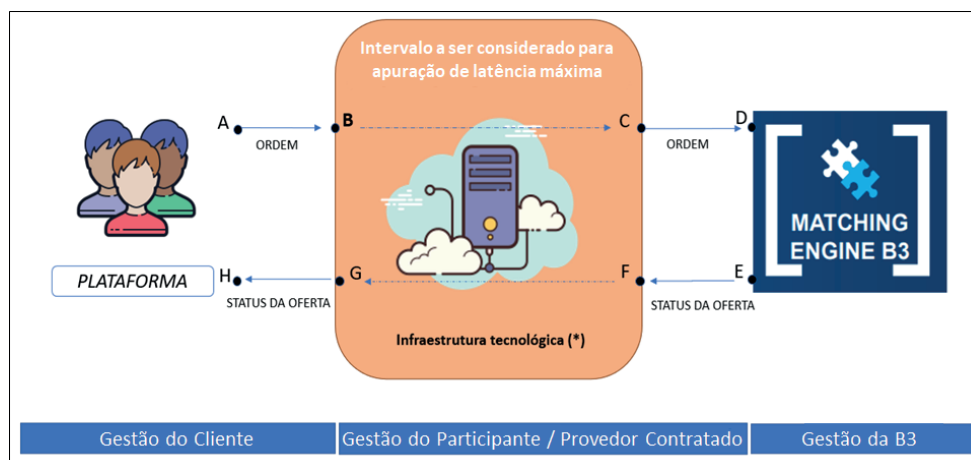 Intervalo a ser considerado para
apuração de latência máxima
A
B
C
D
ORDEM
ORDEM
MATCHING
ENGINE B3
PLATAFORMA
H
G
F
E
STATUS DA OFERTA
STATUS DA OFERTA
Infraestrutura tecnológica (*)
Gestão do Cliente
Gestão do Participante / Provedor Contratado
Gestão da B3